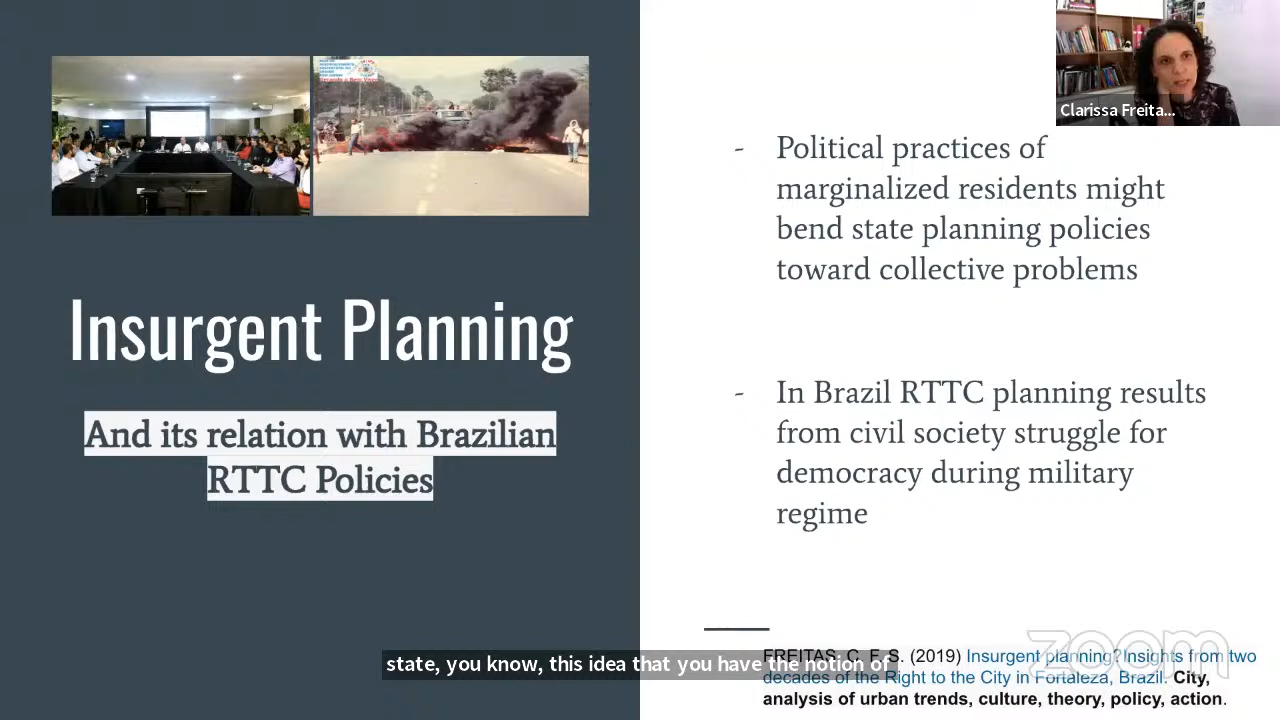 Insurgent Planning
And its relation with Brazilian
RTTC Policies
Clarissa Freita...
- Political practices of
marginalized residents might
bend state planning policies
toward collective problems
- In Brazil RTTC planning results
from civil society struggle for
democracy during military
regime
zoom
FREITAS, C. F. S. (2019) Insurgent planning? Insights from two
decades of the Right to the City in Fortaleza, Brazil. City,
analysis of urban trends, culture, theory, policy, action.
state, you know, this idea that you have the notion of